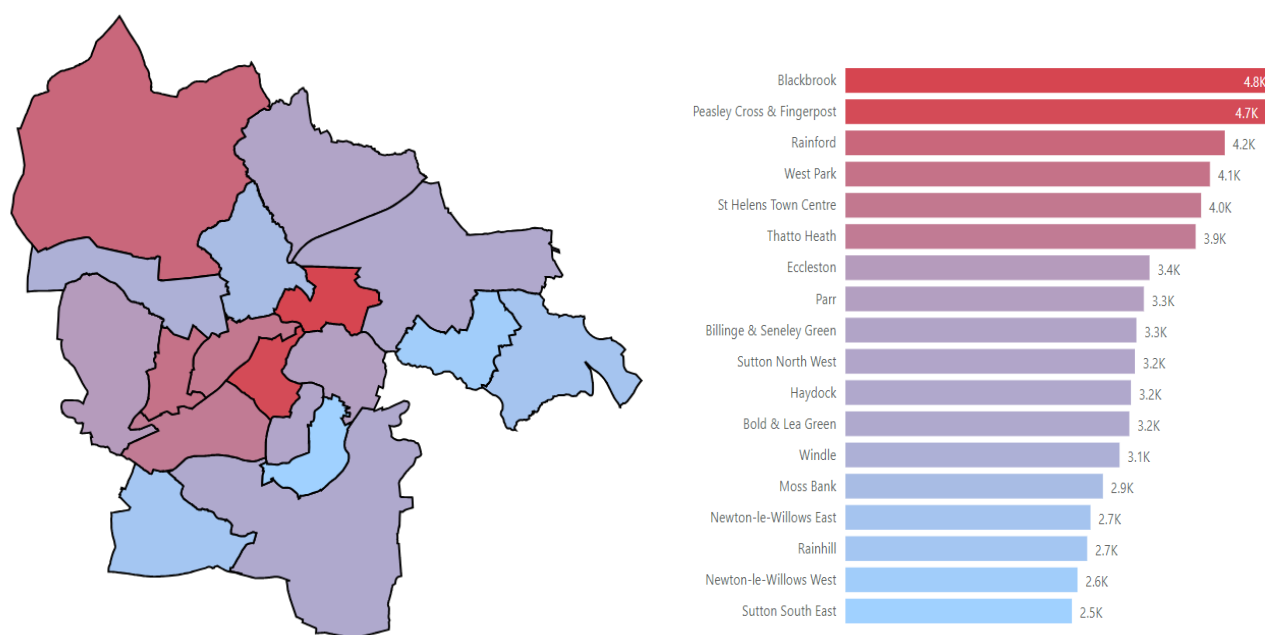 Blackbrook 4.8K
Peasley Cross & Fingerpost 4.7K
Rainford 4.2K
West Park 4.1K
St Helens Town Centre 4.0K
Thatto Heath 3.9K
Eccleston 3.4K
Parr 3.3K
Billinge & Seneley Green 3.3K
Sutton North West 3.2K
Haydock 3.2K
Bold & Lea Green 3.2K
Windle 3.1K
Moss Bank 2.9K
Newton-le-Willows East 2.7K
Rainhill 2.7K
Newton-le-Willows West 2.6K
Sutton South East 2.5K